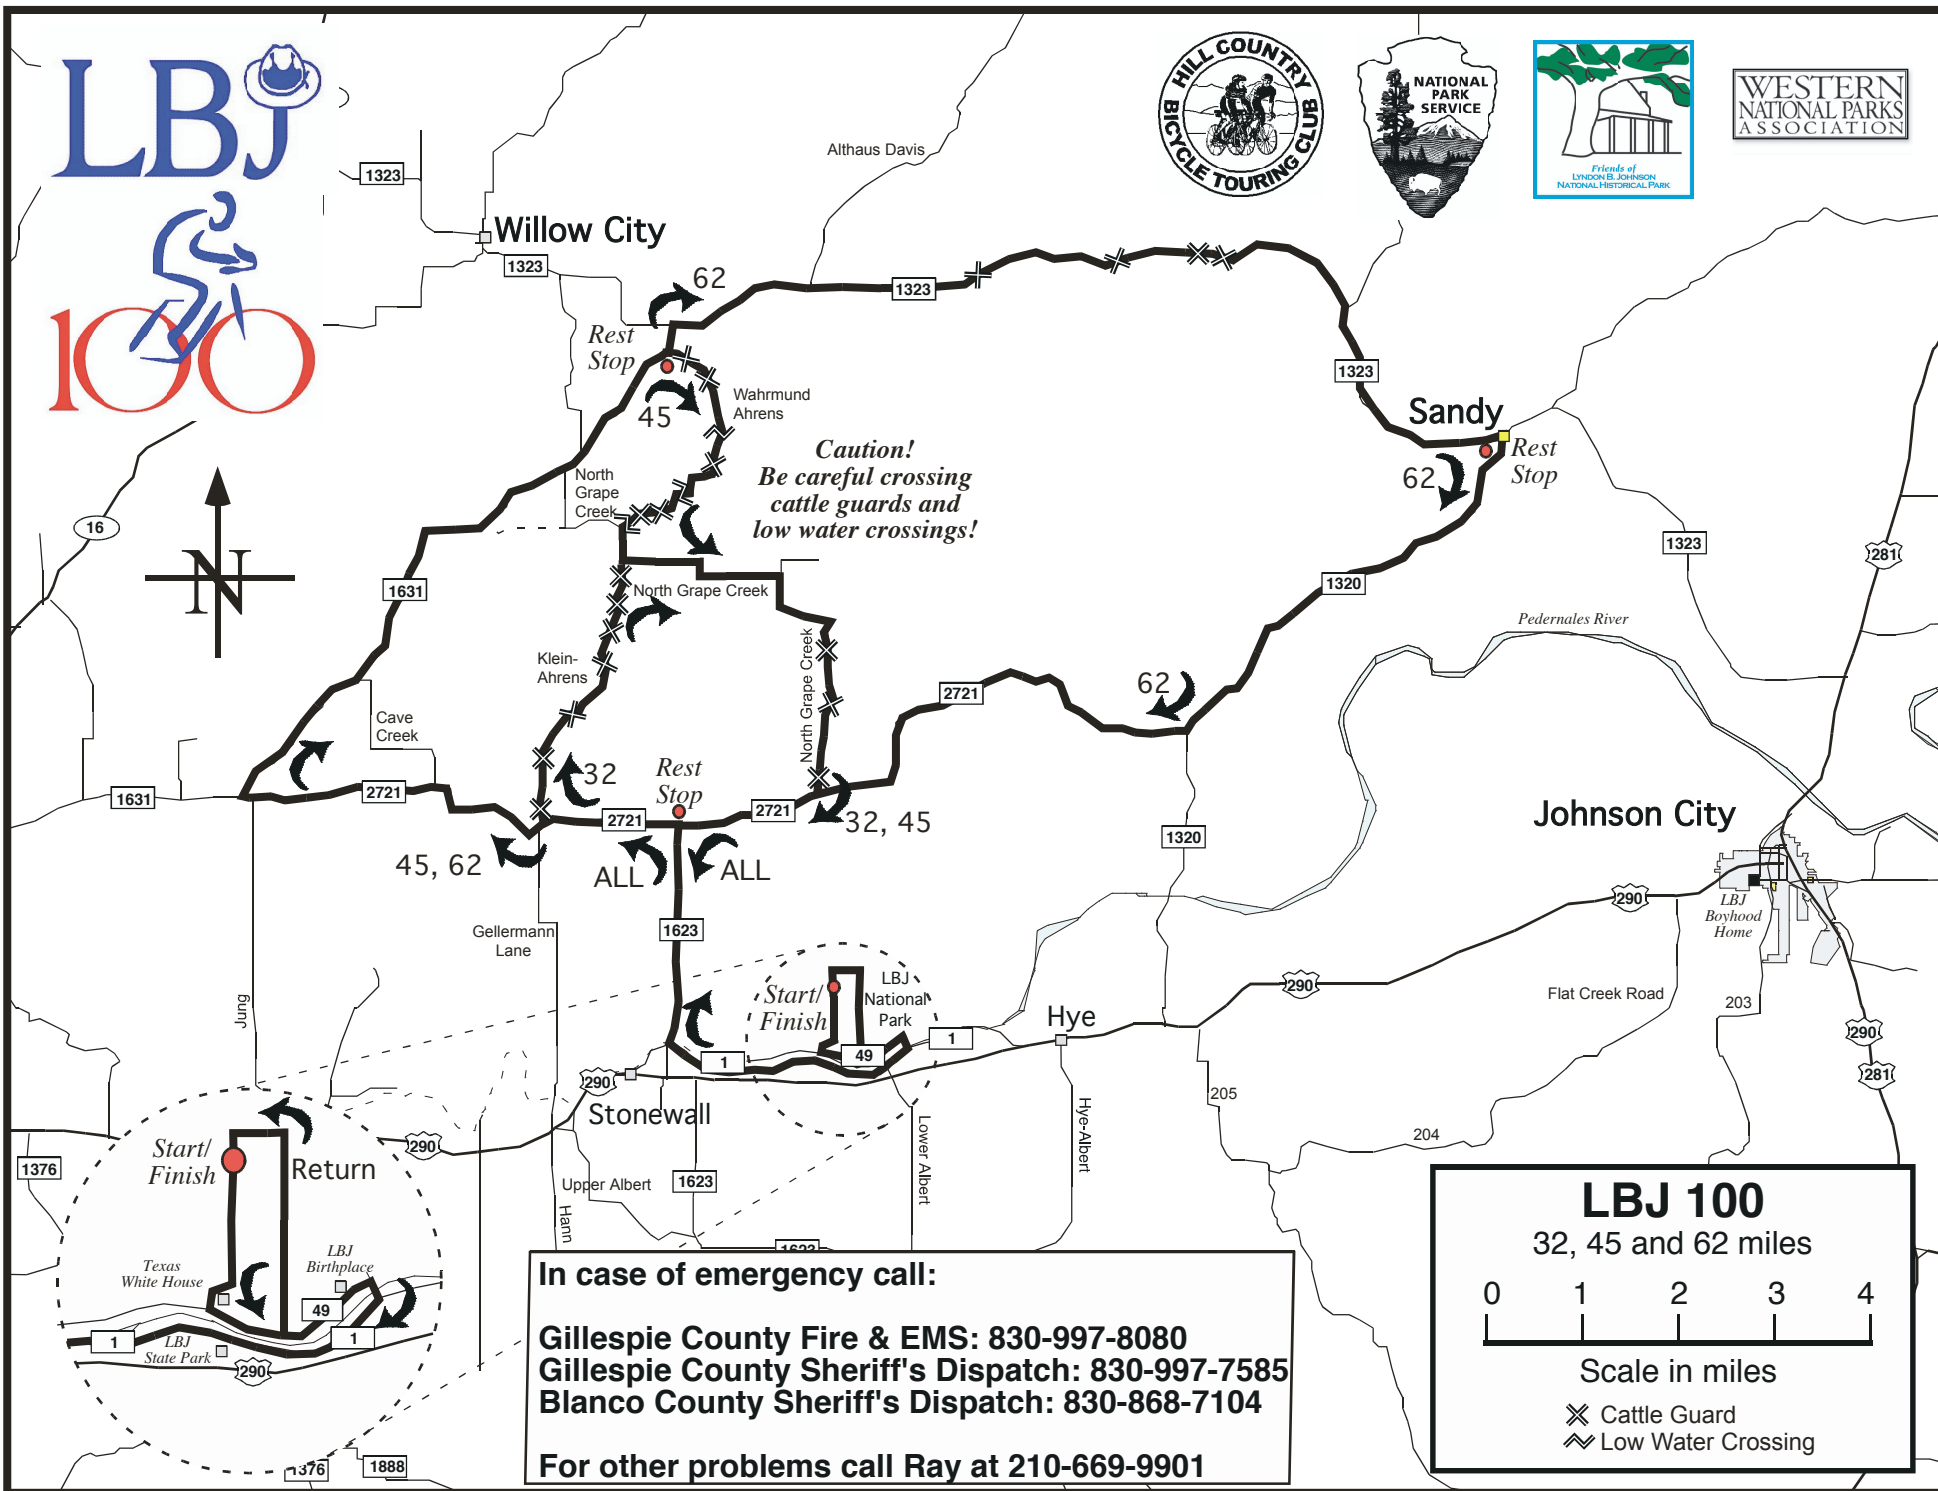 LBJ
100
HILL COUNTRY
BICYCLE TOURING CLUB
NATIONAL
PARK
SERVICE
Friends of
LYNDON B. JOHNSON
NATIONAL HISTORICAL PARK
WESTERN
NATIONAL PARKS
ASSOCIATION
1323
Althaus Davis
Willow City
1323
62
1323
Rest
Stop
45
Wahrmund
Ahrens
1323
Sandy
Rest
Stop
62
Caution!
Be careful crossing
cattle guards and
low water crossings!
North
Grape
Creek
16
N
1323
281
1631
North Grape Creek
1320
Pedernales River
Klein-
Ahrens
North Grape Creek
62
2721
Cave
Creek
32
Rest
Stop
1631
2721
2721
2721
32, 45
1320
Johnson City
45, 62
ALL
ALL
290
LBJ
Boyhood
Home
Gellermann
Lane
1623
Start/
Finish
LBJ
National
Park
290
Flat Creek Road
203
Jung
Hye
1
290
1
49
290
281
Stonewall
205
Lower Albert
Hye-Albert
204
290
1376
Start/
Finish
Return
Upper Albert
1623
Hann
1623
Texas
White House
LBJ
Birthplace
49
1
1
LBJ
State Park
290
1376
1888
In case of emergency call:
Gillespie County Fire & EMS: 830-997-8080
Gillespie County Sheriff's Dispatch: 830-997-7585
Blanco County Sheriff's Dispatch: 830-868-7104
For other problems call Ray at 210-669-9901
LBJ 100
32, 45 and 62 miles
0 1 2 3 4
Scale in miles
Cattle Guard
Low Water Crossing